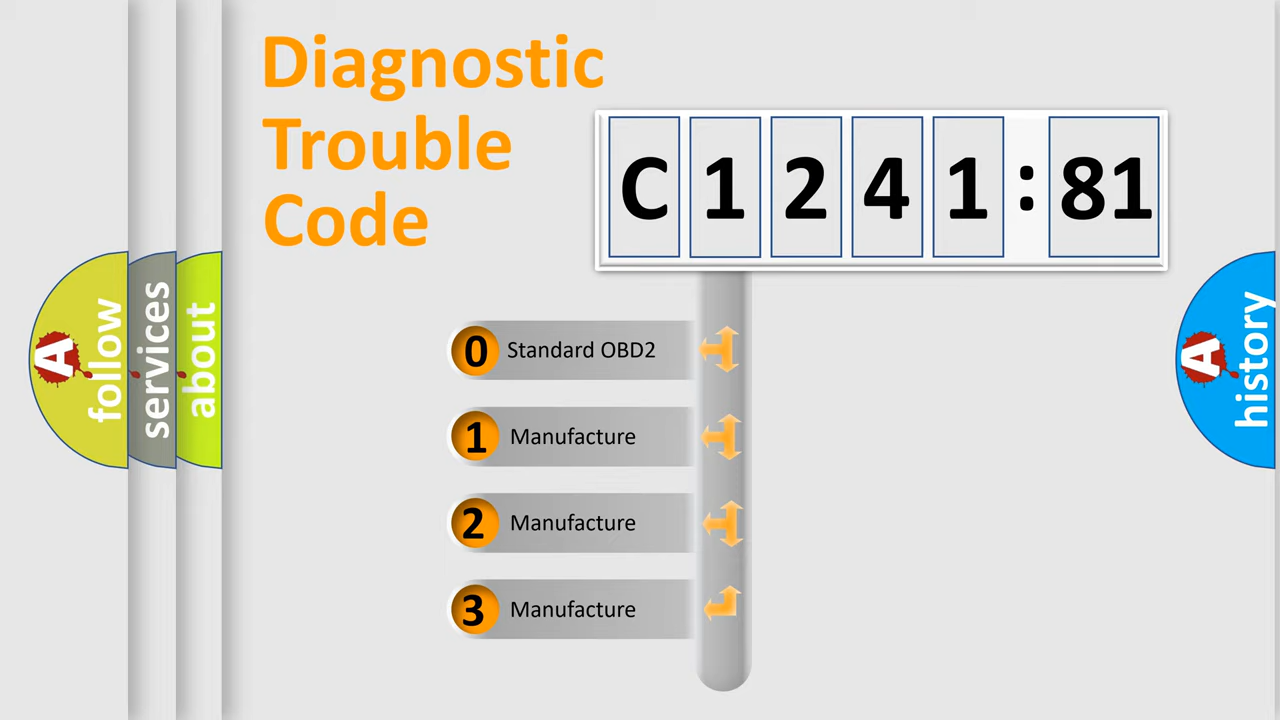 Diagnostic
Trouble
Code
C 1 2 4 1 : 81
0 Standard OBD2
1 Manufacture
2 Manufacture
3 Manufacture
A follow
services
about
A history